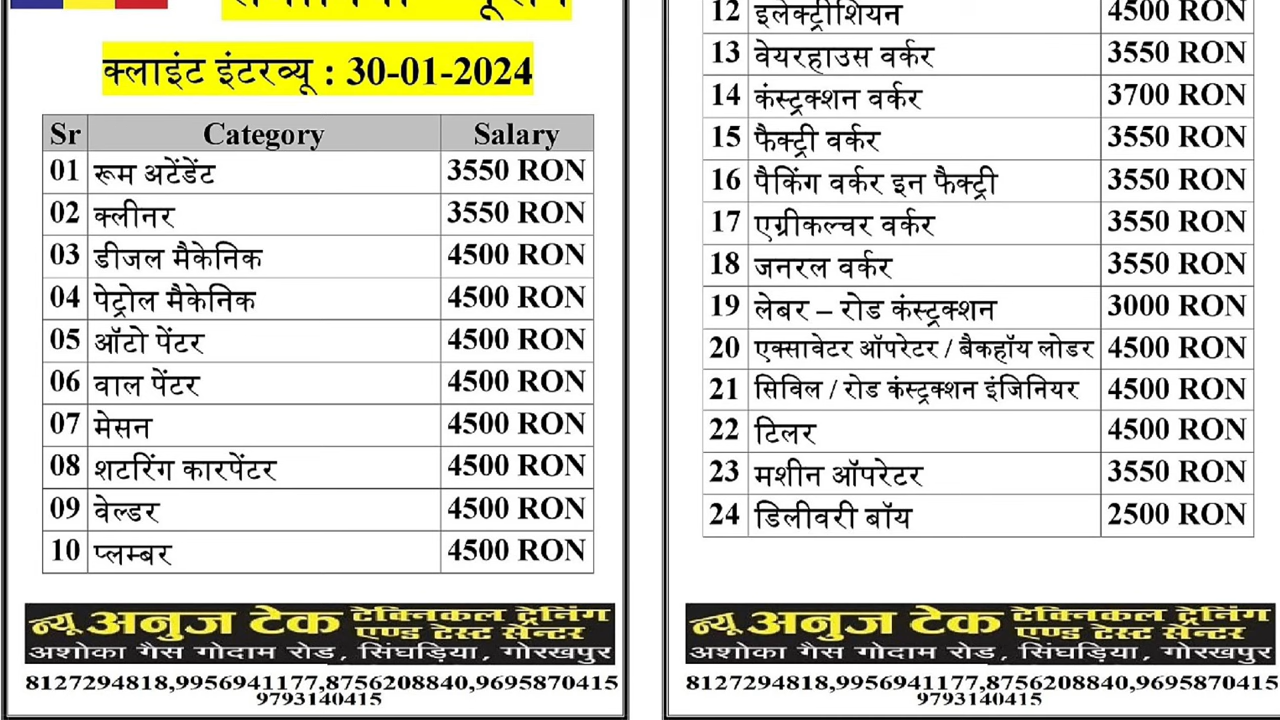 क्लाइंट इंटरव्यू : 30-01-2024
Sr Category Salary
01 रूम अटेंडेंट 3550 RON
02 क्लीनर 3550 RON
03 डीजल मैकेनिक 4500 RON
04 पेट्रोल मैकेनिक 4500 RON
05 ऑटो पेंटर 4500 RON
06 वाल पेंटर 4500 RON
07 मेसन 4500 RON
08 शटरिंग कारपेंटर 4500 RON
09 वेल्डर 4500 RON
10 प्लम्बर 4500 RON
न्यू अनुज टेक टेक्निकल ट्रेनिंग
एण्ड टेस्ट सेन्टर
अशोका गैस गोदाम रोड, सिंघड़िया, गोरखपुर
8127294818,9956941177,8756208840,9695870415
9793140415
12 इलेक्ट्रीशियन 4500 RON
13 वेयरहाउस वर्कर 3550 RON
14 कंस्ट्रक्शन वर्कर 3700 RON
15 फैक्ट्री वर्कर 3550 RON
16 पैकिंग वर्कर इन फैक्ट्री 3550 RON
17 एग्रीकल्चर वर्कर 3550 RON
18 जनरल वर्कर 3550 RON
19 लेबर – रोड कंस्ट्रक्शन 3000 RON
20 एक्सावेटर ऑपरेटर / बैकहॉय लोडर 4500 RON
21 सिविल / रोड कंस्ट्रक्शन इंजिनियर 4500 RON
22 टिलर 4500 RON
23 मशीन ऑपरेटर 3550 RON
24 डिलीवरी बॉय 2500 RON
न्यू अनुज टेक टेक्निकल ट्रेनिंग
एण्ड टेस्ट सेन्टर
अशोका गैस गोदाम रोड, सिंघड़िया, गोरखपुर
8127294818,9956941177,8756208840,9695870415
9793140415